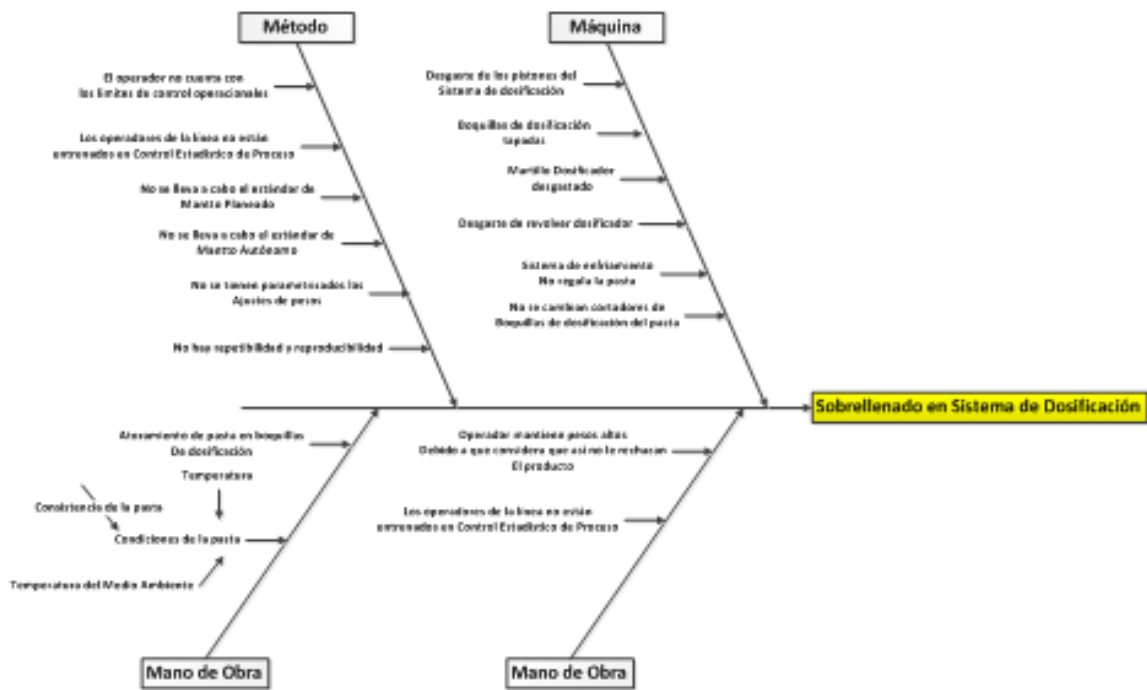 Método
El operador no cuenta con
los limites de control operacionales
Los operadores de la línea no están
entrenados en Control Estadístico de Proceso
No se lleva a cabo el estándar de
Mantto Planeado
No se lleva a cabo el estándar de
Mantto Autónomo
No se tienen parametrizados los
Ajustes de pesos
No hay repetibilidad y reproducibilidad
Máquina
Desgaste de los pistones del
Sistema de dosificación
Boquillas de dosificación
tapadas
Martillo Dosificador
desgastado
Desgaste de revolver dosificador
Sistema de enfriamiento
No regula la pasta
No se cambian cortadores de
Boquillas de dosificación del pasta
Sobrellenado en Sistema de Dosificación
Atoramiento de pasta en boquillas
De dosificación
Temperatura
Consistencia de la pasta
Condiciones de la pasta
Temperatura del Medio Ambiente
Mano de Obra
Operador mantiene pesos altos
Debido a que considera que así no le rechazan
El producto
Los operadores de la línea no están
entrenados en Control Estadístico de Proceso
Mano de Obra